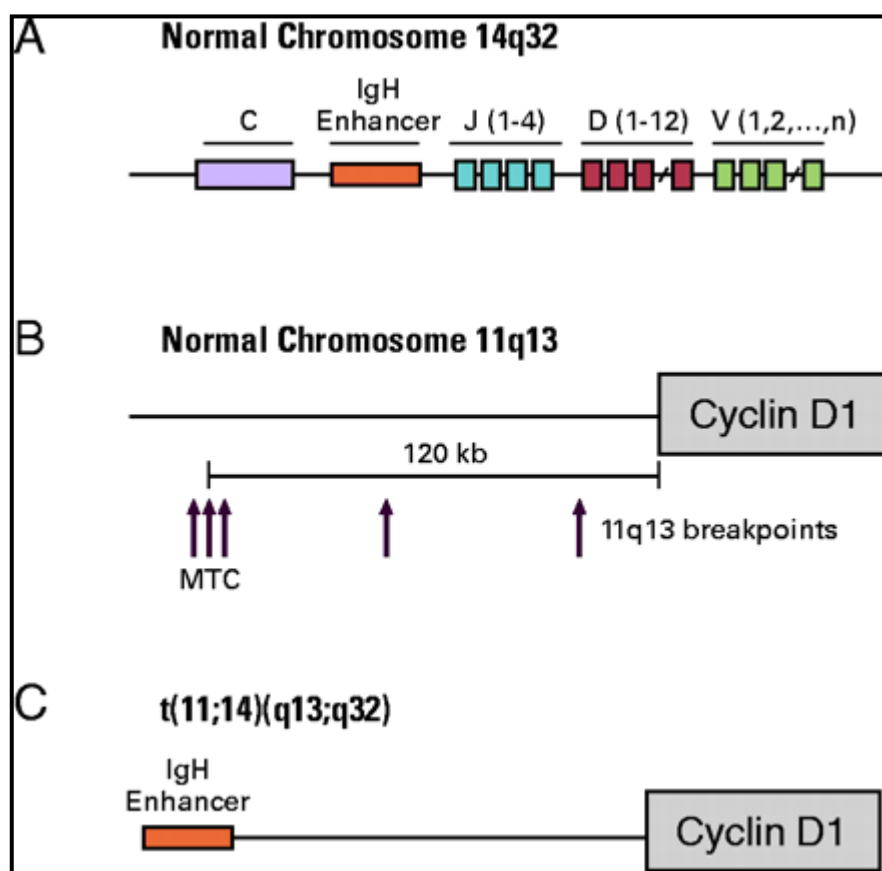 A
Normal Chromosome 14q32
C
IgH
Enhancer
J (1-4)
D (1-12)
V (1,2,...,n)
B
Normal Chromosome 11q13
Cyclin D1
120 kb
11q13 breakpoints
MTC
C
t(11;14)(q13;q32)
IgH
Enhancer
Cyclin D1